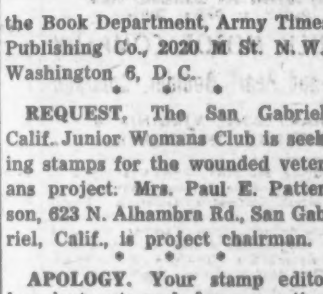 the Book Department, Army Time
Publishing Co., 2020 M St. N. W.
Washington 6, D. C.
* * *
REQUEST. The San Gabriel
Calif. Junior Womans Club is seek
ing stamps for the wounded veter
ans project. Mrs. Paul E. Patter
son, 623 N. Alhambra Rd., San Gab
riel, Calif., is project chairman.
* * *
APOLOGY. Your stamp edito